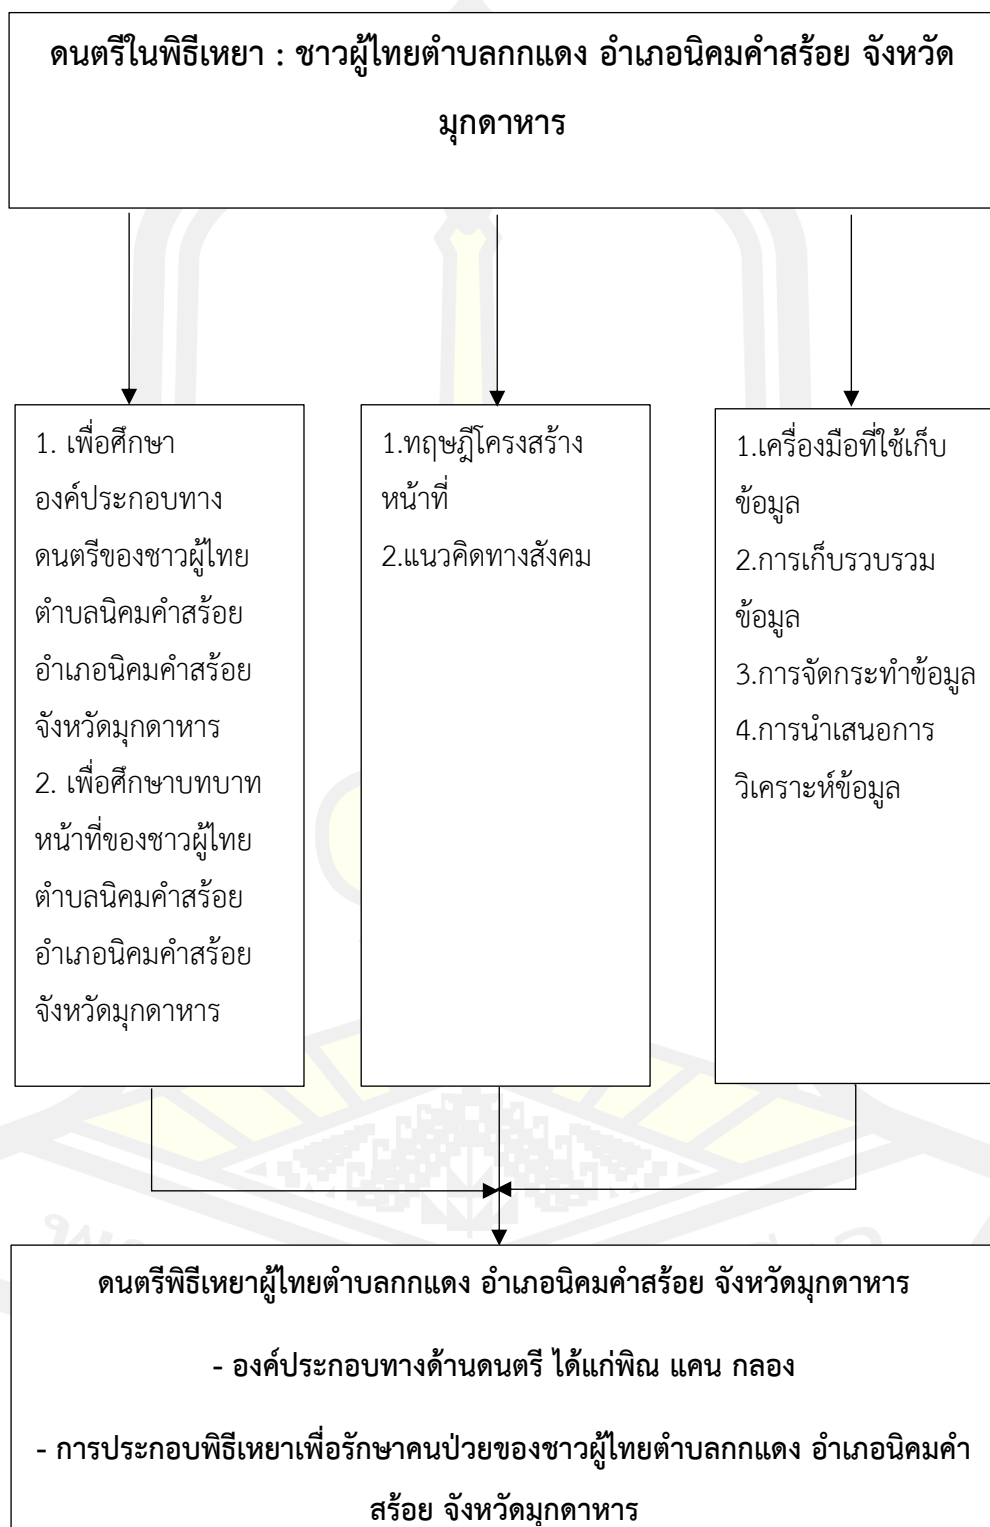 ดนตรีในพิธีเหยา : ชาวผู้ไทยตำบลกกแดง อำเภอนิคมคำสร้อย จังหวัด
มุกดาหาร
1. เพื่อศึกษา
องค์ประกอบทาง
ดนตรีของชาวผู้ไทย
ตำบลนิคมคำสร้อย
อำเภอนิคมคำสร้อย
จังหวัดมุกดาหาร
2. เพื่อศึกษาบทบาท
หน้าที่ของชาวผู้ไทย
ตำบลนิคมคำสร้อย
อำเภอนิคมคำสร้อย
จังหวัดมุกดาหาร
1.ทฤษฎีโครงสร้าง
หน้าที่
2.แนวคิดทางสังคม
1.เครื่องมือที่ใช้เก็บ
ข้อมูล
2.การเก็บรวบรวม
ข้อมูล
3.การจัดกระทำข้อมูล
4.การนำเสนอการ
วิเคราะห์ข้อมูล
ดนตรีพิธีเหยาผู้ไทยตำบลกกแดง อำเภอนิคมคำสร้อย จังหวัดมุกดาหาร
- องค์ประกอบทางด้านดนตรี ได้แก่พิณ แคน กลอง
- การประกอบพิธีเหยาเพื่อรักษาคนป่วยของชาวผู้ไทยตำบลกกแดง อำเภอนิคมคำ
สร้อย จังหวัดมุกดาหาร